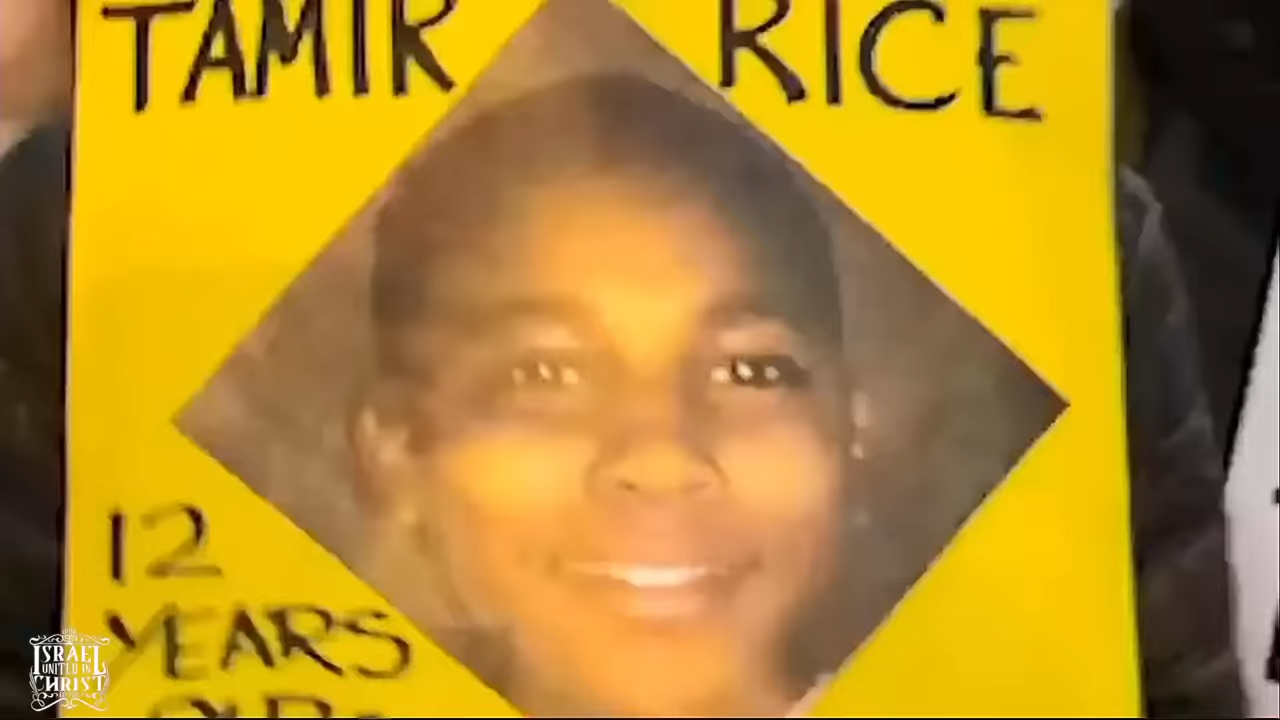 TAMIR RICE
12
YEARS
ISRAEL
UNITED IN
CHRIST